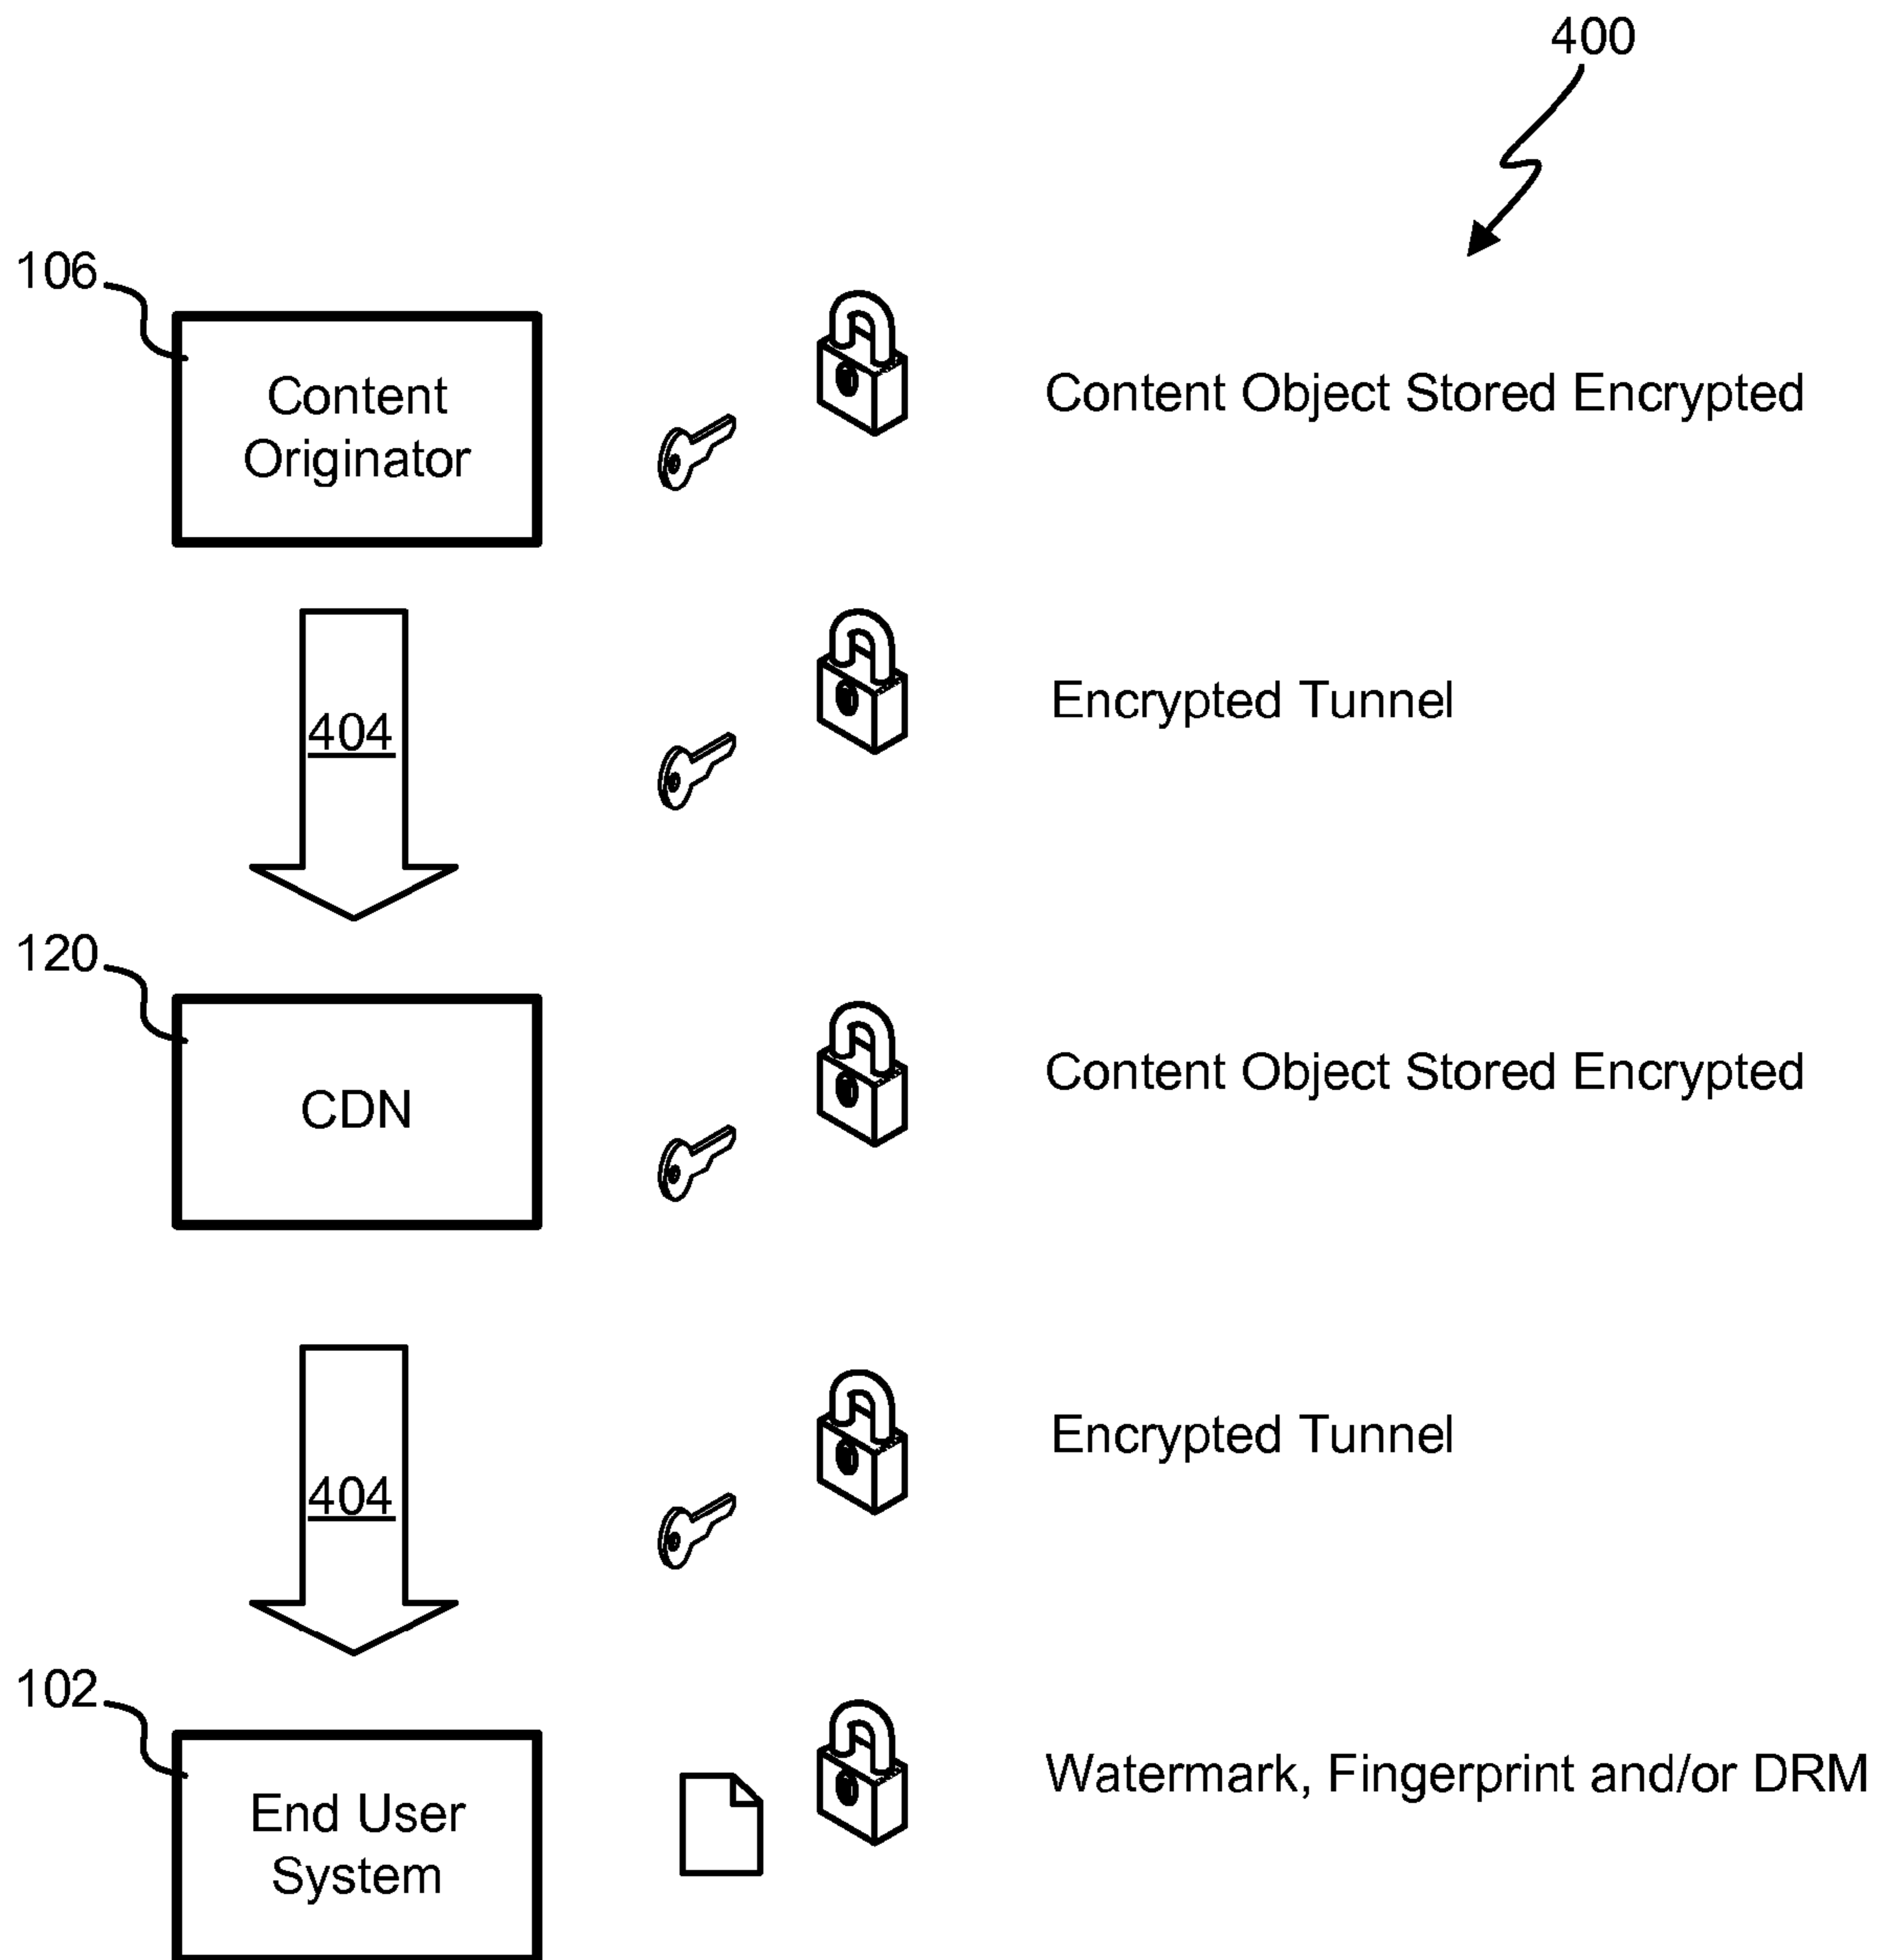 400
106
Content
Originator
Content Object Stored Encrypted
404
Encrypted Tunnel
120
CDN
Content Object Stored Encrypted
404
Encrypted Tunnel
102
End User
System
Watermark, Fingerprint and/or DRM